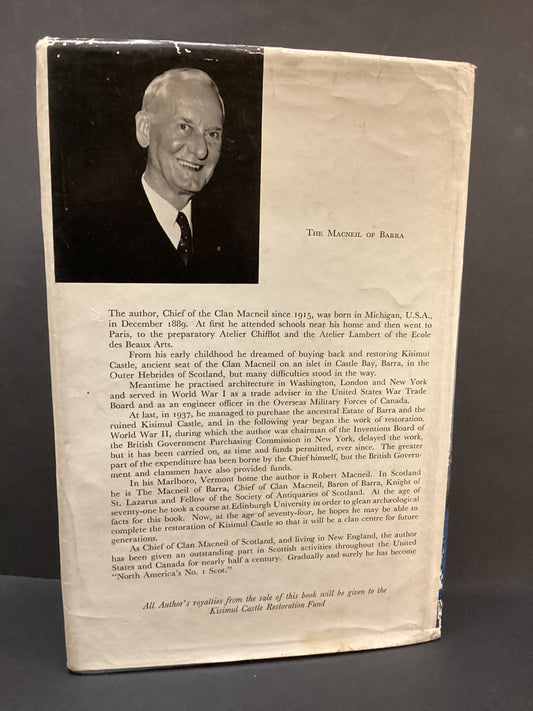 The Macneil of Barra
The author, Chief of the Clan Macneil since 1915, was born in Michigan, U.S.A.,
in December 1889. At first he attended schools near his home and then went to
Paris, to the preparatory Atelier Chifflot and the Atelier Lambert of the Ecole
des Beaux Arts.
From his early childhood he dreamed of buying back and restoring Kisimul
Castle, ancient seat of the Clan Macneil on an islet in Castle Bay, Barra, in the
Outer Hebrides of Scotland, but many difficulties stood in the way.
Meantime he practised architecture in Washington, London and New York
and served in World War I as a trade adviser in the United States War Trade
Board and as an engineer officer in the Overseas Military Forces of Canada.
At last, in 1937, he managed to purchase the ancestral Estate of Barra and the
ruined Kisimul Castle, and in the following year began the work of restoration.
World War II, during which the author was chairman of the Inventions Board of
the British Government Purchasing Commission in New York, delayed the work,
but it has been carried on, as time and funds permitted, ever since. The greater
part of the expenditure has been borne by the Chief himself, but the British Govern-
ment and clansmen have also provided funds.
In his Marlboro, Vermont home the author is Robert Macneil. In Scotland
he is The Macneil of Barra, Chief of Clan Macneil, Baron of Barra, Knight of
St. Lazarus and Fellow of the Society of Antiquaries of Scotland. At the age of
seventy-one he took a course at Edinburgh University in order to glean archæological
facts for this book. Now, at the age of seventy-four, he hopes he may be able to
complete the restoration of Kisimul Castle so that it will be a clan centre for future
generations.
As Chief of Clan Macneil of Scotland, and living in New England, the author
has been given an outstanding part in Scottish activities throughout the United
States and Canada for nearly half a century. Gradually and surely he has become
"North America's No. 1 Scot."
All Author's royalties from the sale of this book will be given to the
Kisimul Castle Restoration Fund